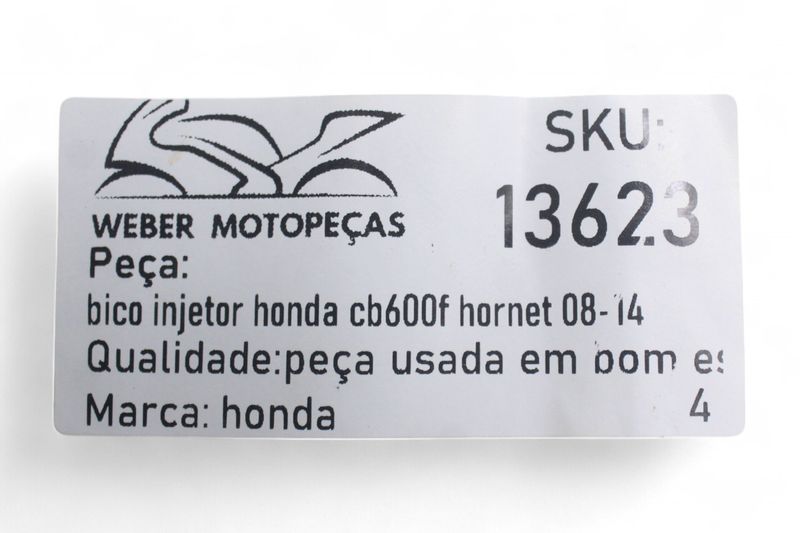 SKU:
13623
WEBER MOTOPEÇAS
Peça:
bico injetor honda cb600f hornet 08-14
Qualidade:peça usada em bom es
Marca: honda
4